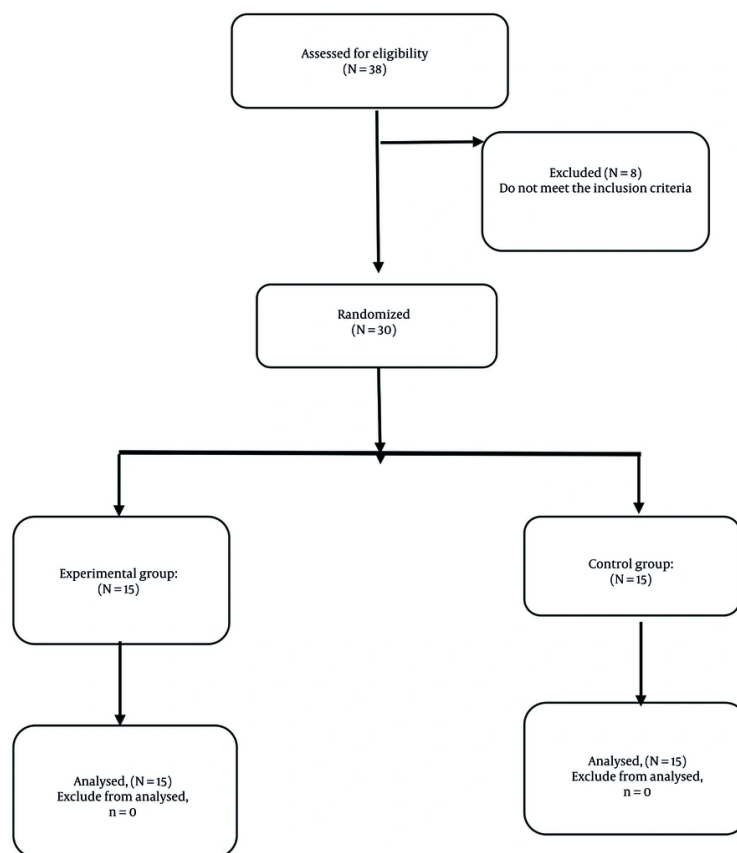 Assessed for eligibility
(N = 38)
Excluded (N = 8)
Do not meet the inclusion criteria
Randomized
(N = 30)
Experimental group:
(N = 15)
Control group:
(N = 15)
Analysed, (N = 15)
Exclude from analysed,
n = 0
Analysed, (N = 15)
Exclude from analysed,
n = 0